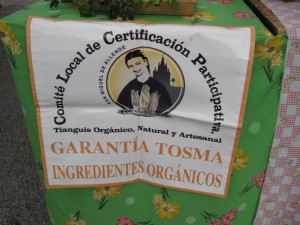 Comité Local de Certificación Participativa
SAN MIGUEL DE ALLENDE
Tianguis Orgánico, Natural y Artesanal
GARANTÍA TOSMA
INGREDIENTES ORGÁNICOS